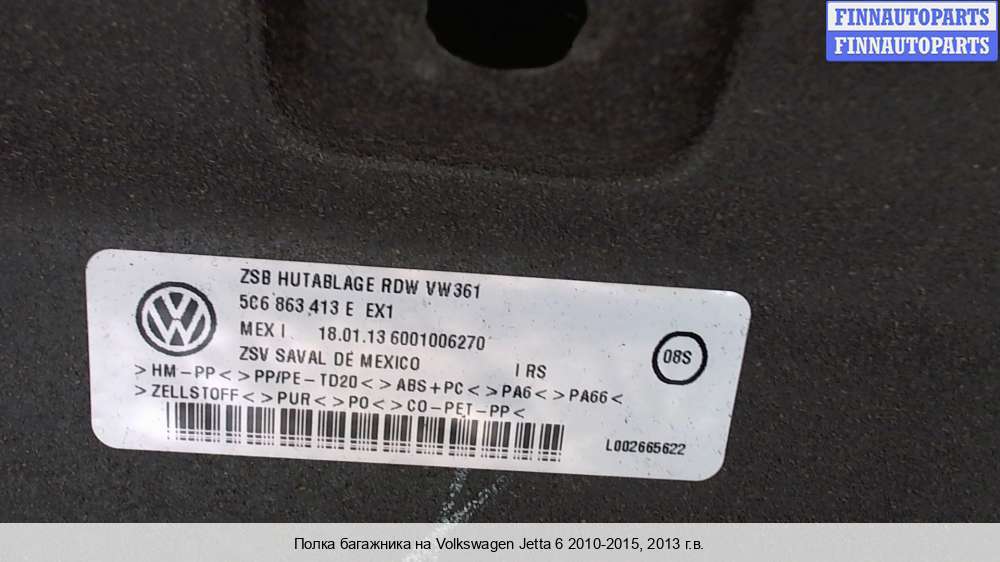 FINNAUTOPARTS
FINNAUTOPARTS
ZSB HUTABLAGE RDW VW361
5C6 863 413 E EX1
MEX I 18.01.13 6001006270
ZSV SAVAL DE MEXICO I RS
08S
>HM-PP<>PP/PE-TD20<>ABS+PC<>PA6<>PA66<
>ZELLSTOFF<>PUR<>PO<>CO-PET-PP<
L002665622
Полка багажника на Volkswagen Jetta 6 2010-2015, 2013 г.в.